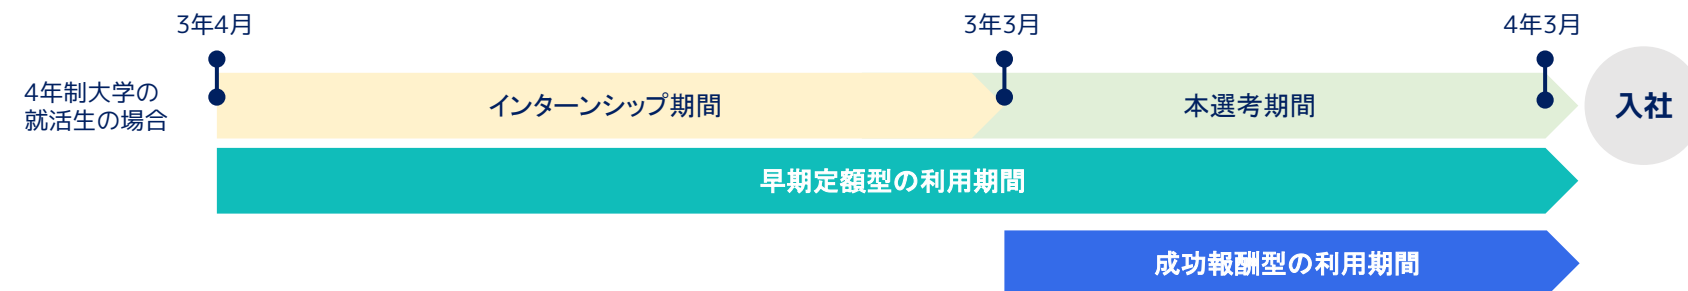 3年4月
3年3月
4年3月
4年制大学の
就活生の場合
インターンシップ期間
本選考期間
入社
早期定額型の利用期間
成功報酬型の利用期間